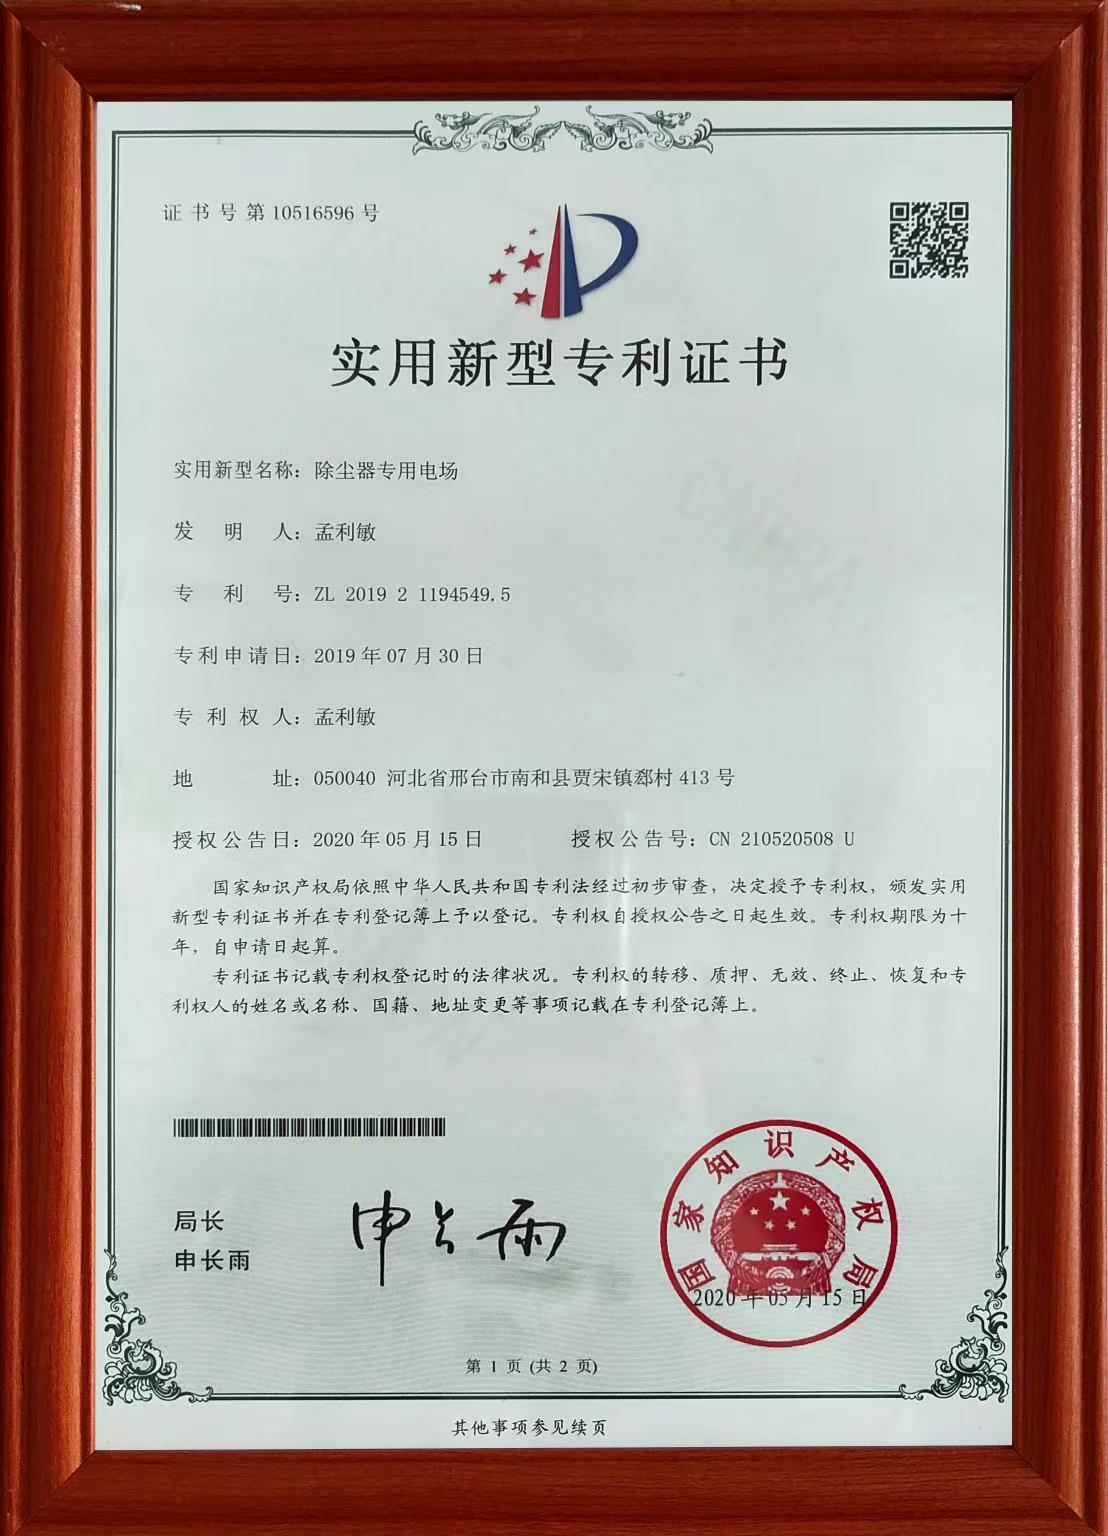 证书号第10516596号
实用新型专利证书
实用新型名称：除尘器专用电场
发明人：孟利敏
专利号：ZL 2019 2 1194549.5
专利申请日：2019年07月30日
专利权人：孟利敏
地址：050040 河北省邢台市南和县贾宋镇郄村413号
授权公告日：2020年05月15日 授权公告号：CN 210520508 U
国家知识产权局依照中华人民共和国专利法经过初步审查，决定授予专利权，颁发实用
新型专利证书并在专利登记簿上予以登记。专利权自授权公告之日起生效。专利权期限为十
年，自申请日起算。
专利证书记载专利权登记时的法律状况。专利权的转移、质押、无效、终止、恢复和专
利权人的姓名或名称、国籍、地址变更等事项记载在专利登记簿上。
局长
申长雨
申长雨
国家知识产权局
2020年05月15日
第 1 页 (共 2 页)
其他事项参见续页